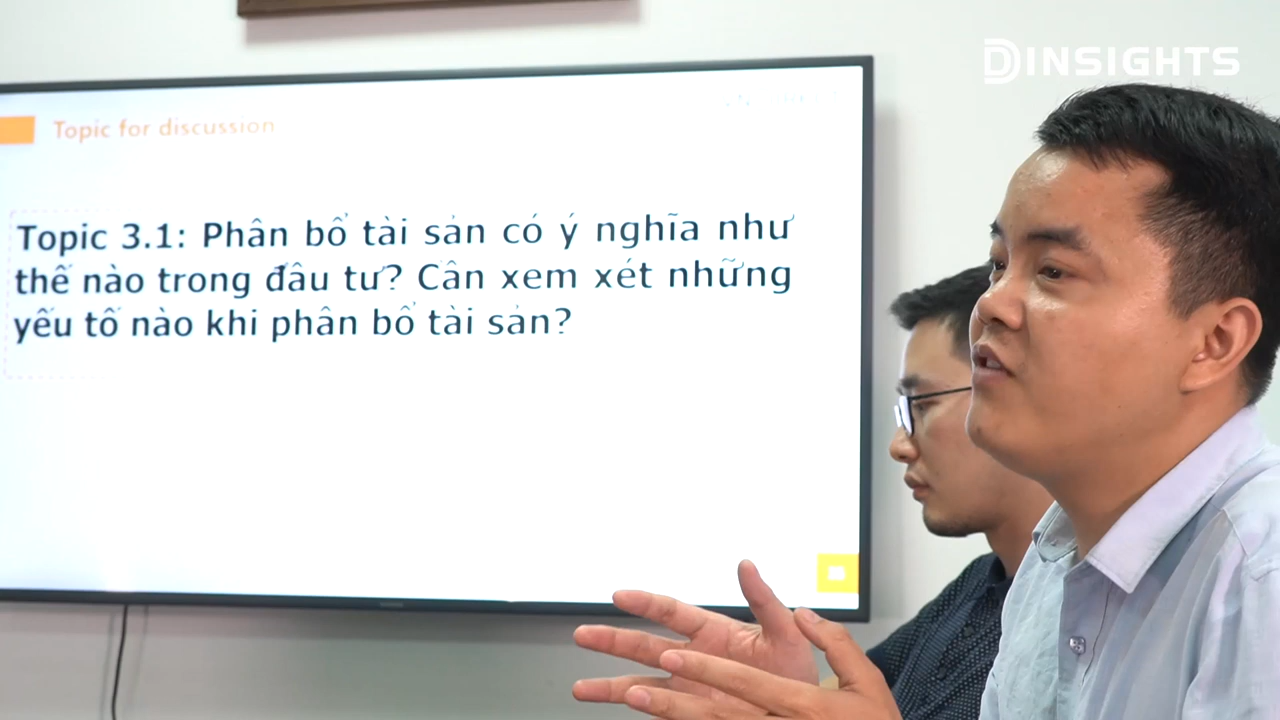 DINSIGHTS
Topic for discussion
Topic 3.1: Phân bổ tài sản có ý nghĩa như
thế nào trong đầu tư? Cần xem xét những
yếu tố nào khi phân bổ tài sản?